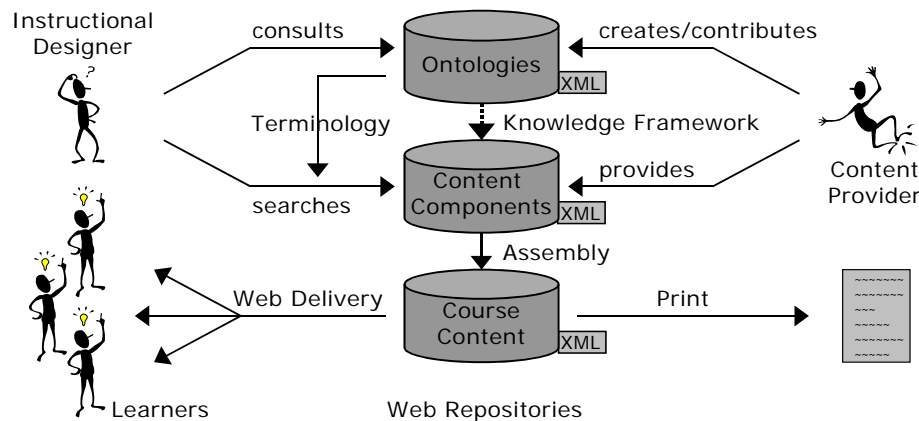 Instructional
Designer
consults
creates/contributes
?
Ontologies
XML
Terminology
Knowledge Framework
Content
Components
XML
searches
provides
Content
Provider
Assembly
Web Delivery
Course
Content
XML
Print
Learners
Web Repositories